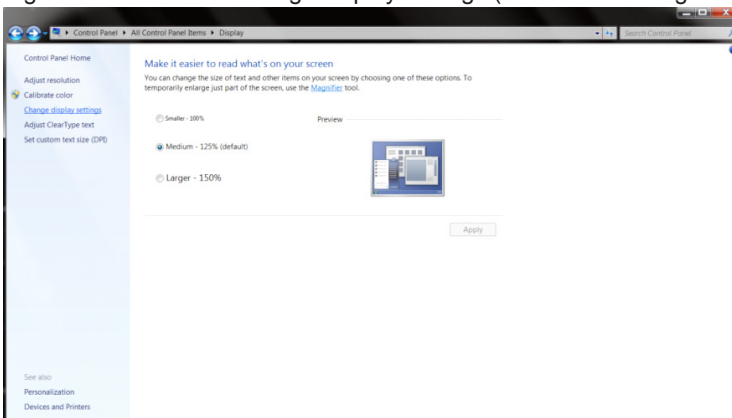 Control Panel ▸ All Control Panel Items ▸ Display
Search Control Panel
Control Panel Home
Adjust resolution
Calibrate color
Change display settings
Adjust ClearType text
Set custom text size (DPI)
Make it easier to read what's on your screen
You can change the size of text and other items on your screen by choosing one of these options. To
temporarily enlarge just part of the screen, use the Magnifier tool.
Smaller - 100%
Preview
Medium - 125% (default)
Larger - 150%
Apply
See also
Personalization
Devices and Printers